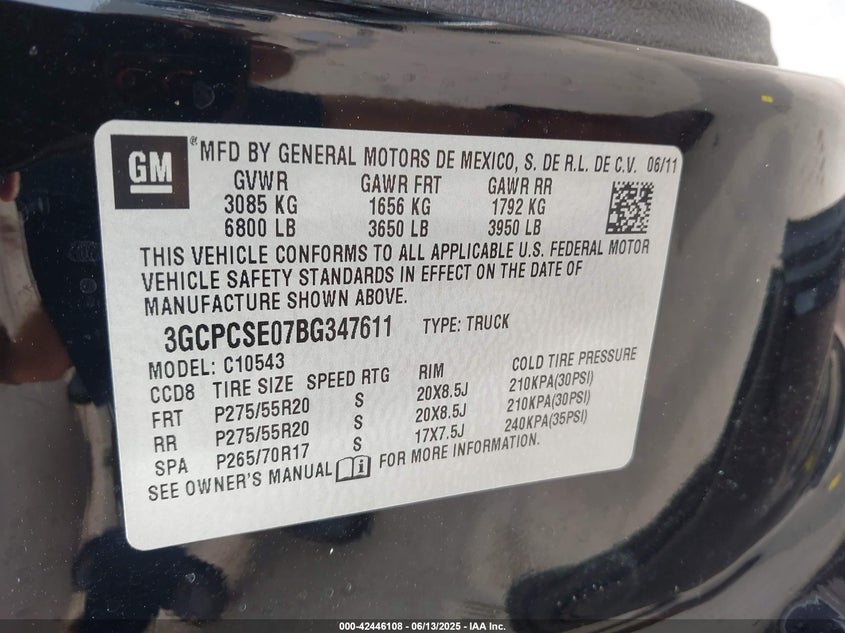 GM
® MFD BY GENERAL MOTORS DE MEXICO, S. DE R.L. DE C.V. 06/11
GVWR GAWR FRT GAWR RR
3085 KG 1656 KG 1792 KG
6800 LB 3650 LB 3950 LB
THIS VEHICLE CONFORMS TO ALL APPLICABLE U.S. FEDERAL MOTOR
VEHICLE SAFETY STANDARDS IN EFFECT ON THE DATE OF
MANUFACTURE SHOWN ABOVE.
3GCPCSE07BG347611 TYPE: TRUCK
MODEL: C10543
CCD8 TIRE SIZE SPEED RTG RIM COLD TIRE PRESSURE
FRT P275/55R20 S 20X8.5J 210KPA(30PSI)
RR P275/55R20 S 20X8.5J 210KPA(30PSI)
SPA P265/70R17 S 17X7.5J 240KPA(35PSI)
SEE OWNER'S MANUAL FOR MORE INFORMATION.
000-42446108 - 06/13/2025 - IAA Inc.